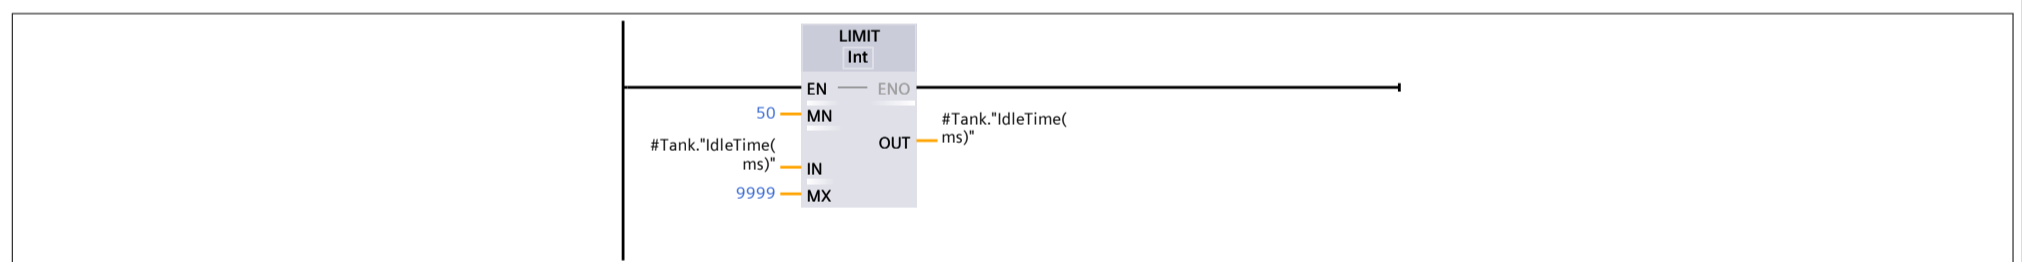 LIMIT
Int
EN
ENO
50
MN
#Tank."IdleTime(
ms)"
OUT
#Tank."IdleTime(
ms)"
IN
9999
MX